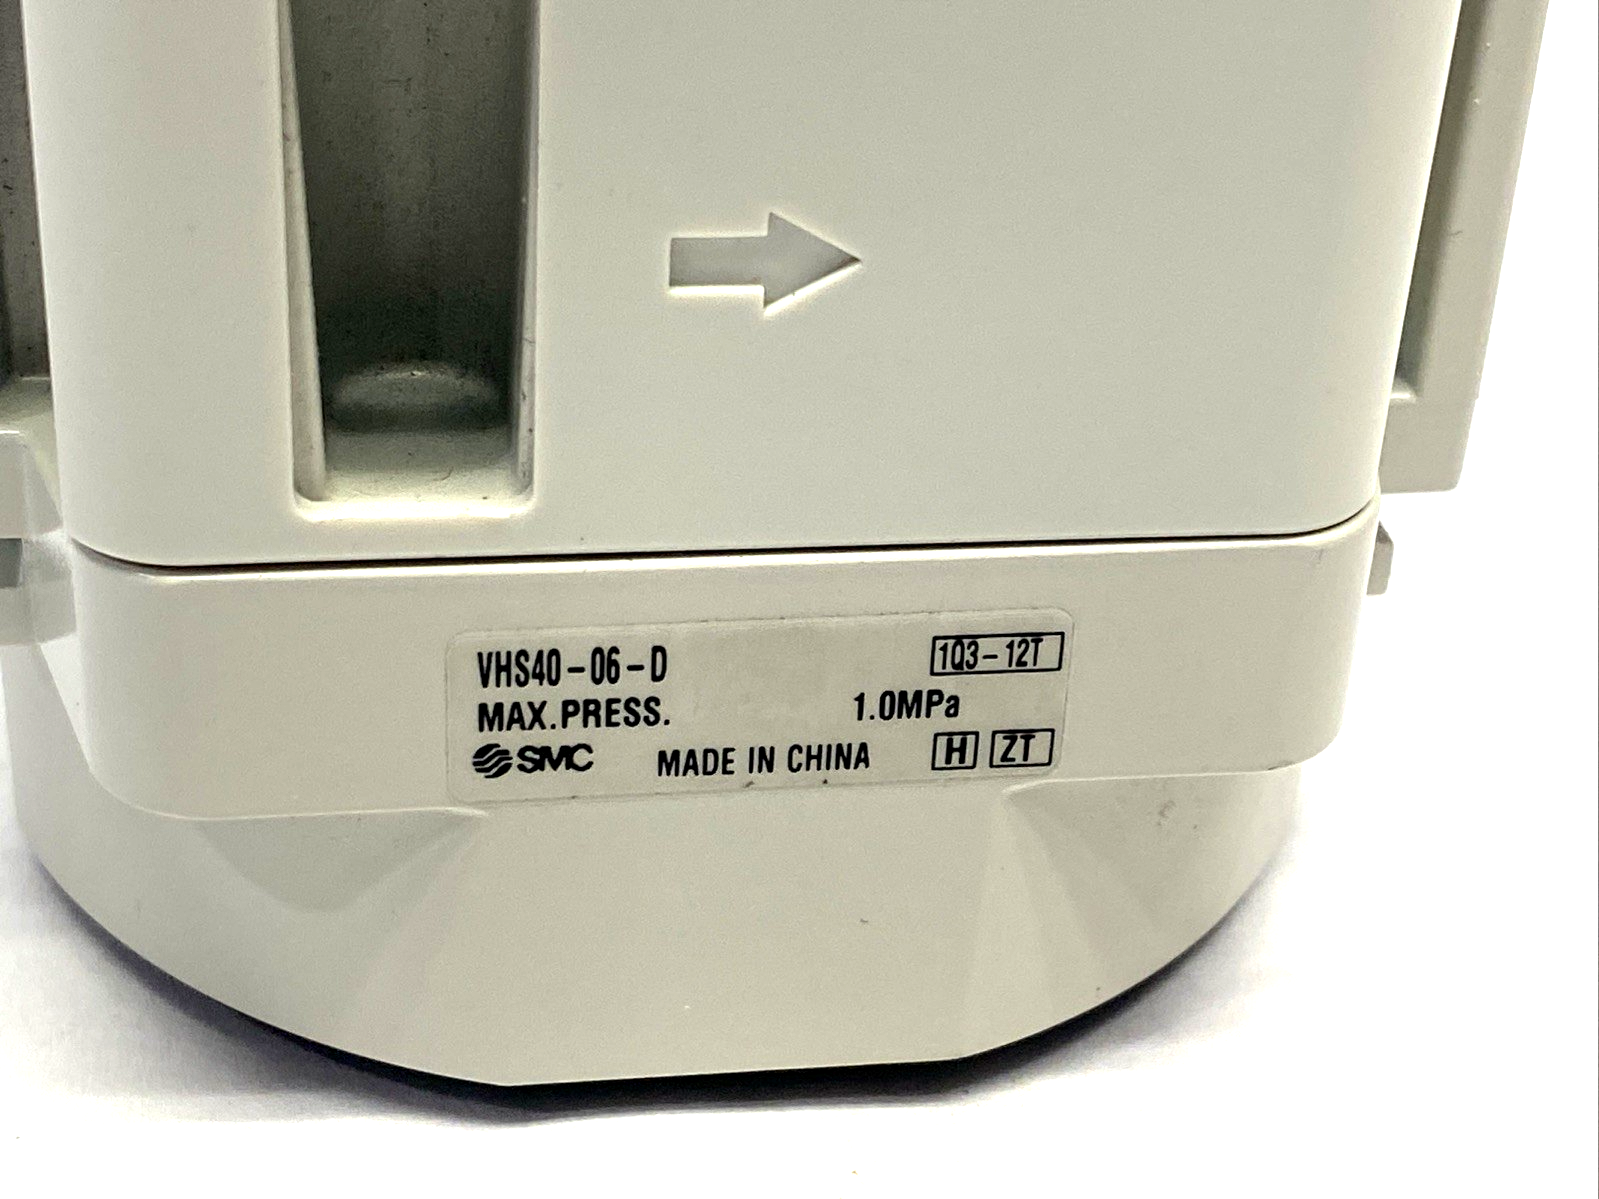 VHS40-06-D 1Q3-12T
MAX.PRESS. 1.0MPa
SMC MADE IN CHINA H ZT